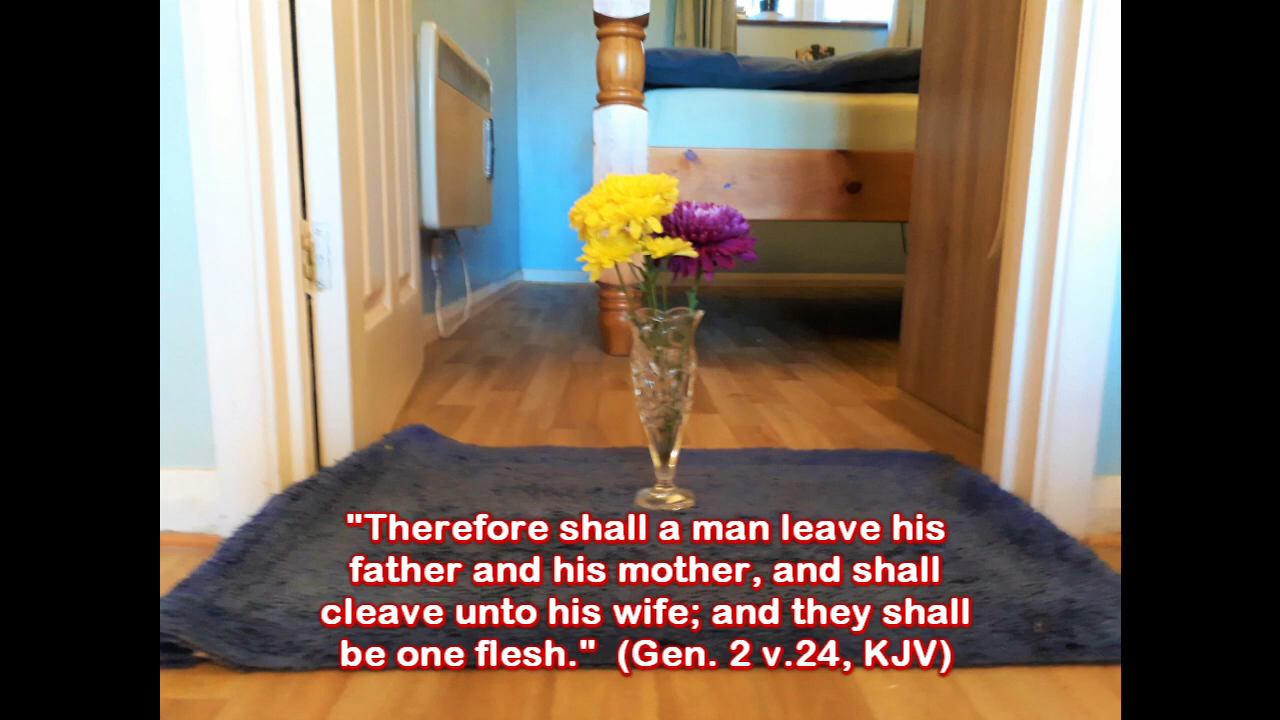 "Therefore shall a man leave his
father and his mother, and shall
cleave unto his wife; and they shall
be one flesh."  (Gen. 2 v.24, KJV)